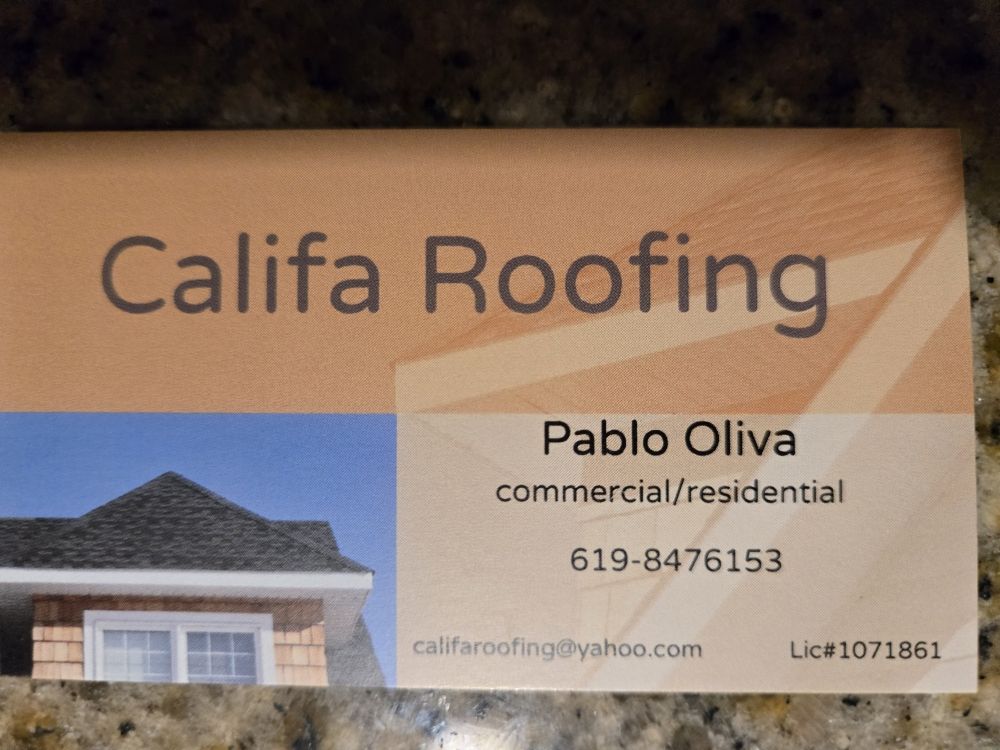 Califa Roofing
Pablo Oliva
commercial/residential
619-8476153
califaroofing@yahoo.com
Lic#1071861